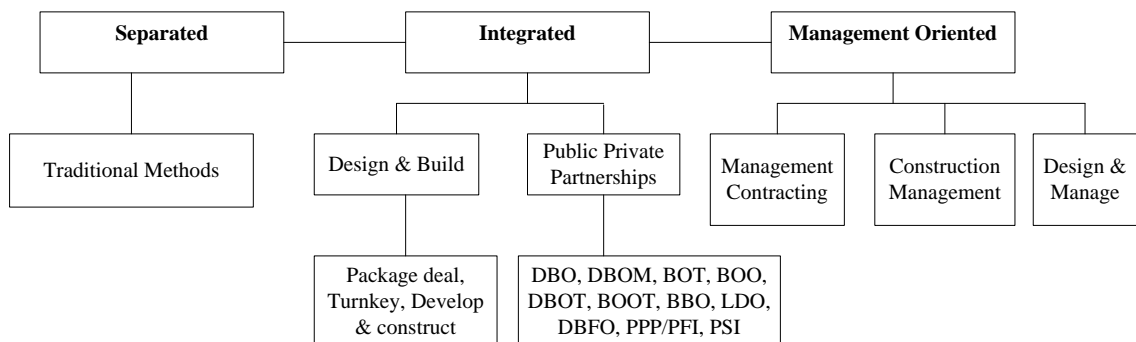 Separated
Integrated
Management Oriented
Traditional Methods
Design & Build
Public Private
Partnerships
Management
Contracting
Construction
Management
Design &
Manage
Package deal,
Turnkey, Develop
& construct
DBO, DBOM, BOT, BOO,
DBOT, BOOT, BBO, LDO,
DBFO, PPP/PFI, PSI